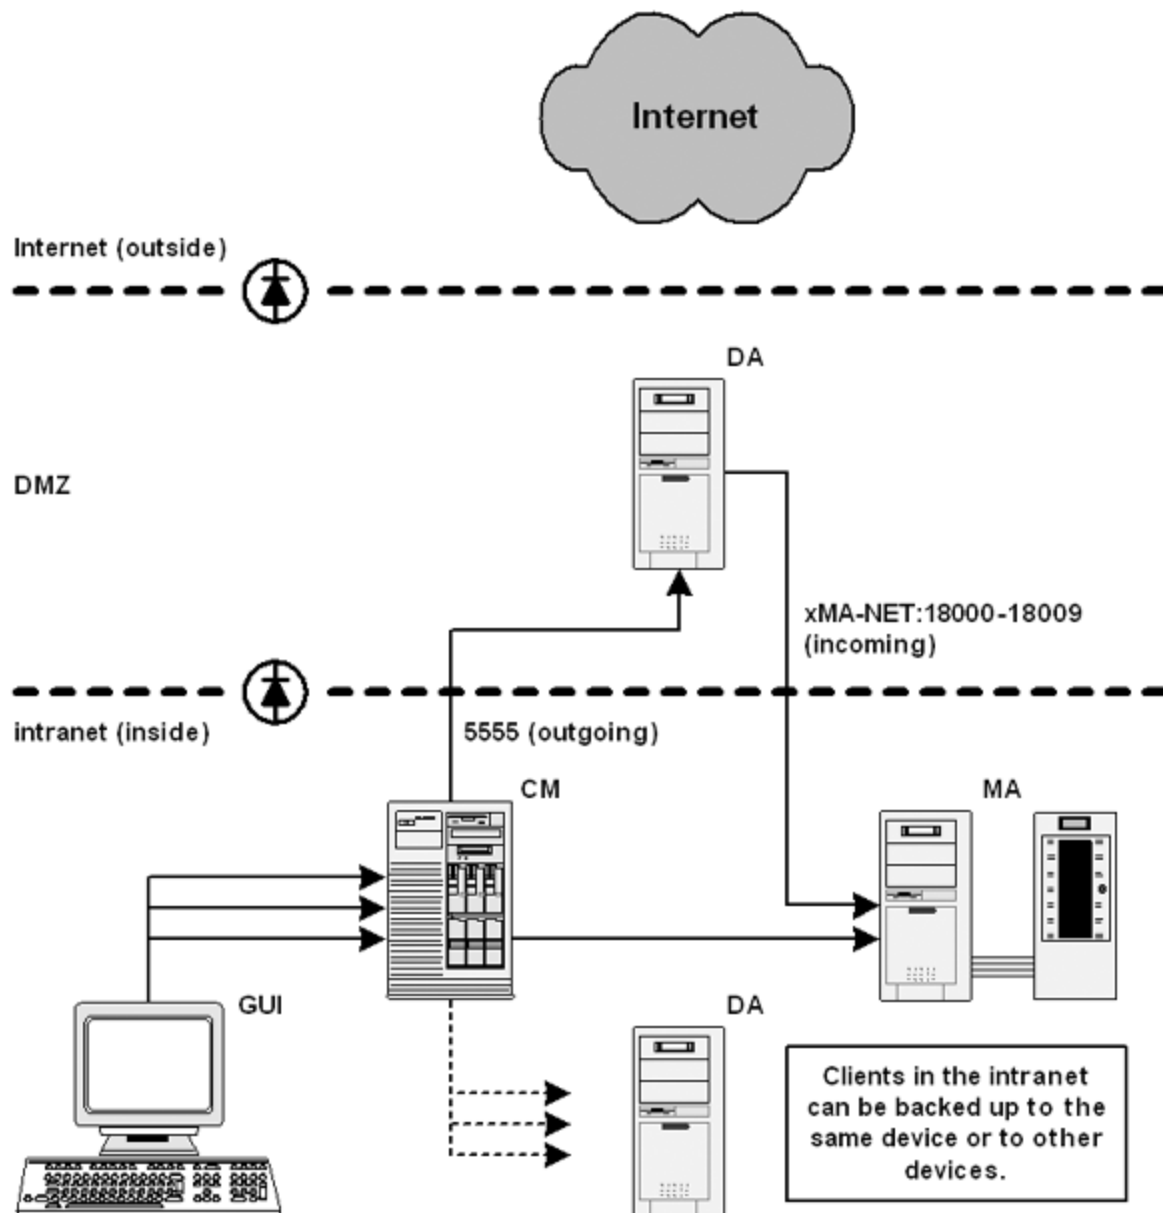 Internet
Internet (outside)
DA
DMZ
xMA-NET:18000-18009
(incoming)
intranet (inside)
5555 (outgoing)
CM
MA
GUI
DA
Clients in the intranet
can be backed up to the
same device or to other
devices.